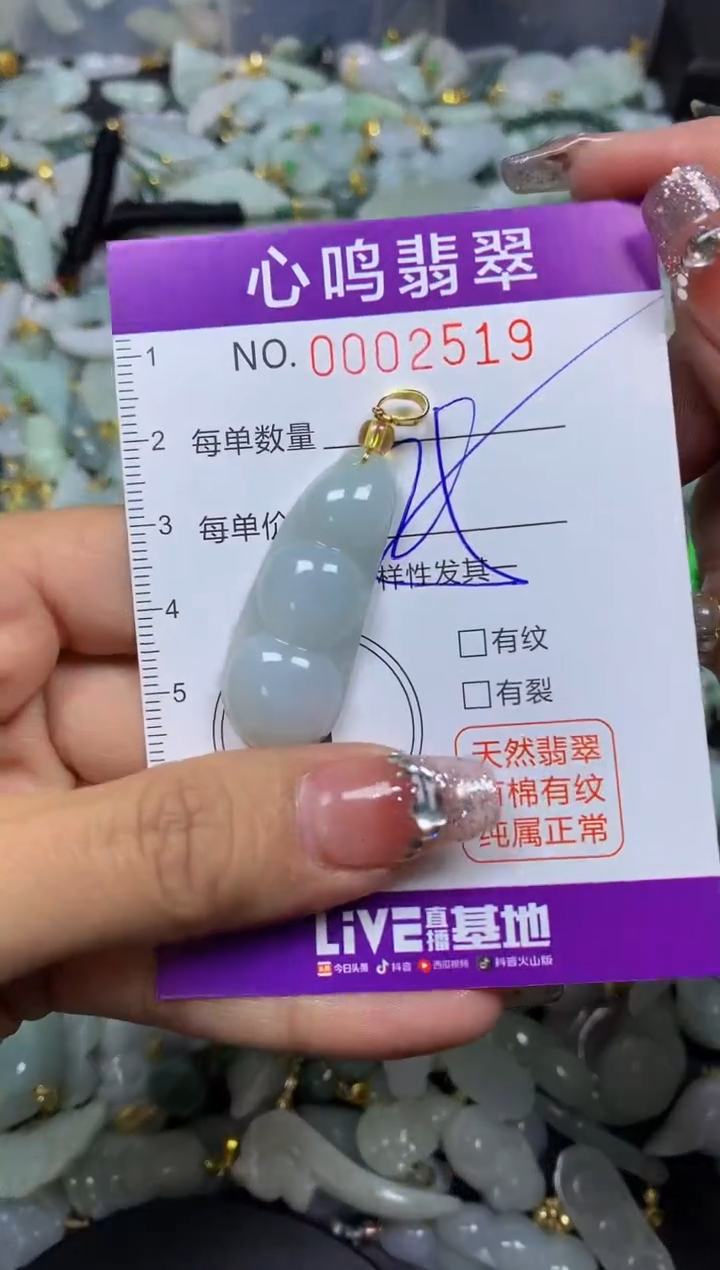 心鸣翡翠
NO. 0002519
1
2 每单数量
3 每单价
样性发其一
4
有纹
5
有裂
天然翡翠
棉有纹
纯属正常
LiVE直播基地
头条 今日头条 抖音 西瓜视频 抖音火山版